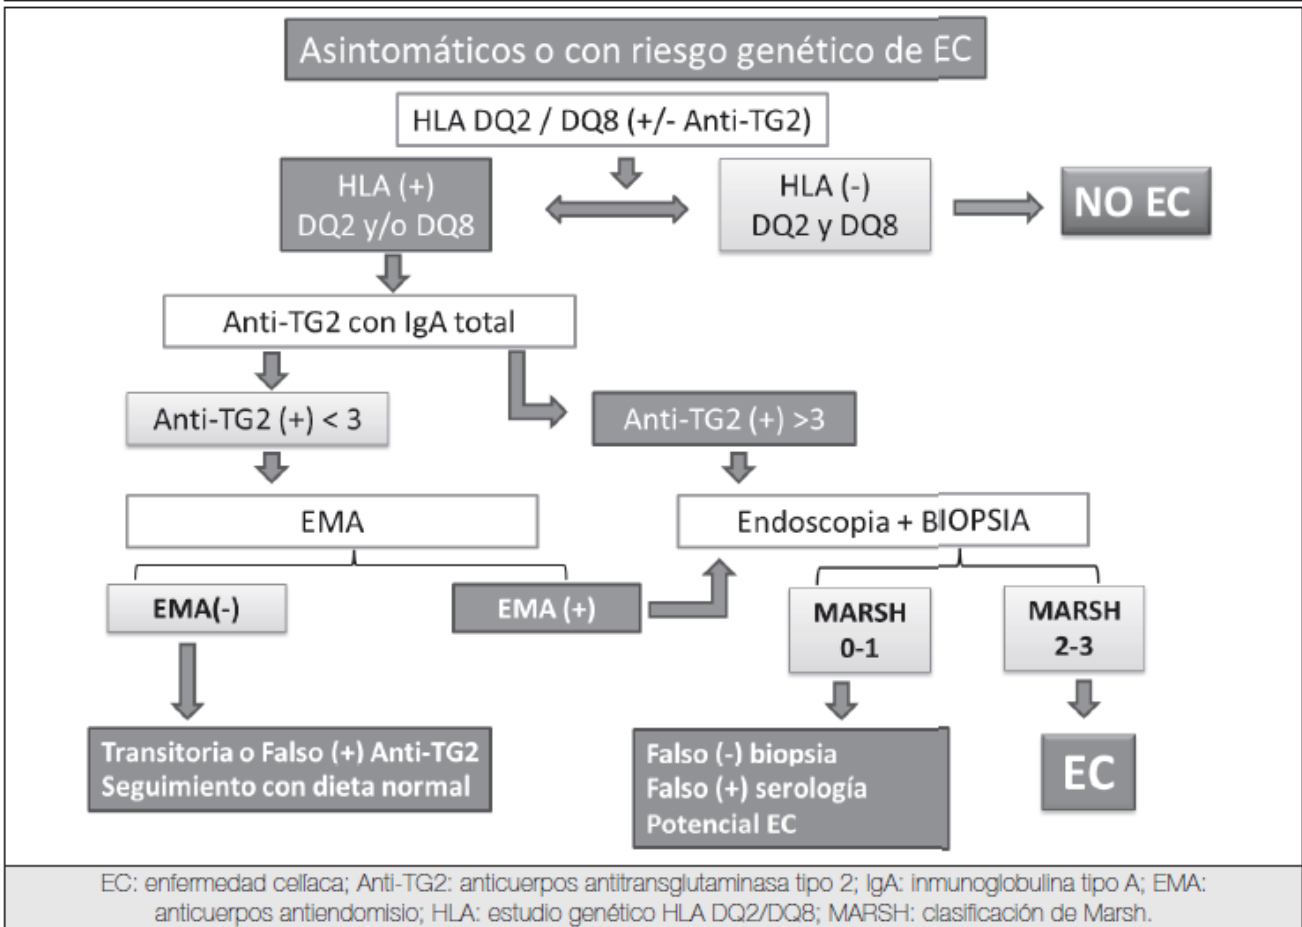 Asintomáticos o con riesgo genético de EC
HLA DQ2 / DQ8 (+/- Anti-TG2)
HLA (+)
DQ2 y/o DQ8
HLA (-)
DQ2 y DQ8
NO EC
Anti-TG2 con IgA total
Anti-TG2 (+) < 3
Anti-TG2 (+) >3
EMA
Endoscopia + BIOPSIA
EMA(-)
EMA (+)
MARSH
0-1
MARSH
2-3
Transitoria o Falso (+) Anti-TG2
Seguimiento con dieta normal
Falso (-) biopsia
Falso (+) serología
Potencial EC
EC
EC: enfermedad celíaca; Anti-TG2: anticuerpos antitransglutaminasa tipo 2; IgA: inmunoglobulina tipo A; EMA:
anticuerpos antiendomisio; HLA: estudio genético HLA DQ2/DQ8; MARSH: clasificación de Marsh.